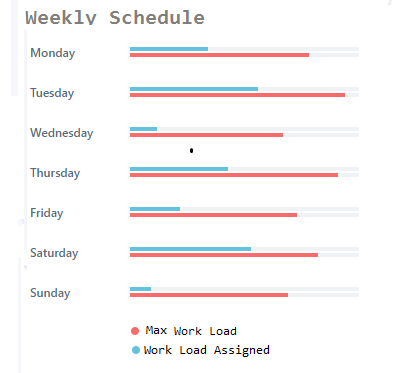 Weekly Schedule
Monday
Tuesday
Wednesday
Thursday
Friday
Saturday
Sunday
Max Work Load
Work Load Assigned